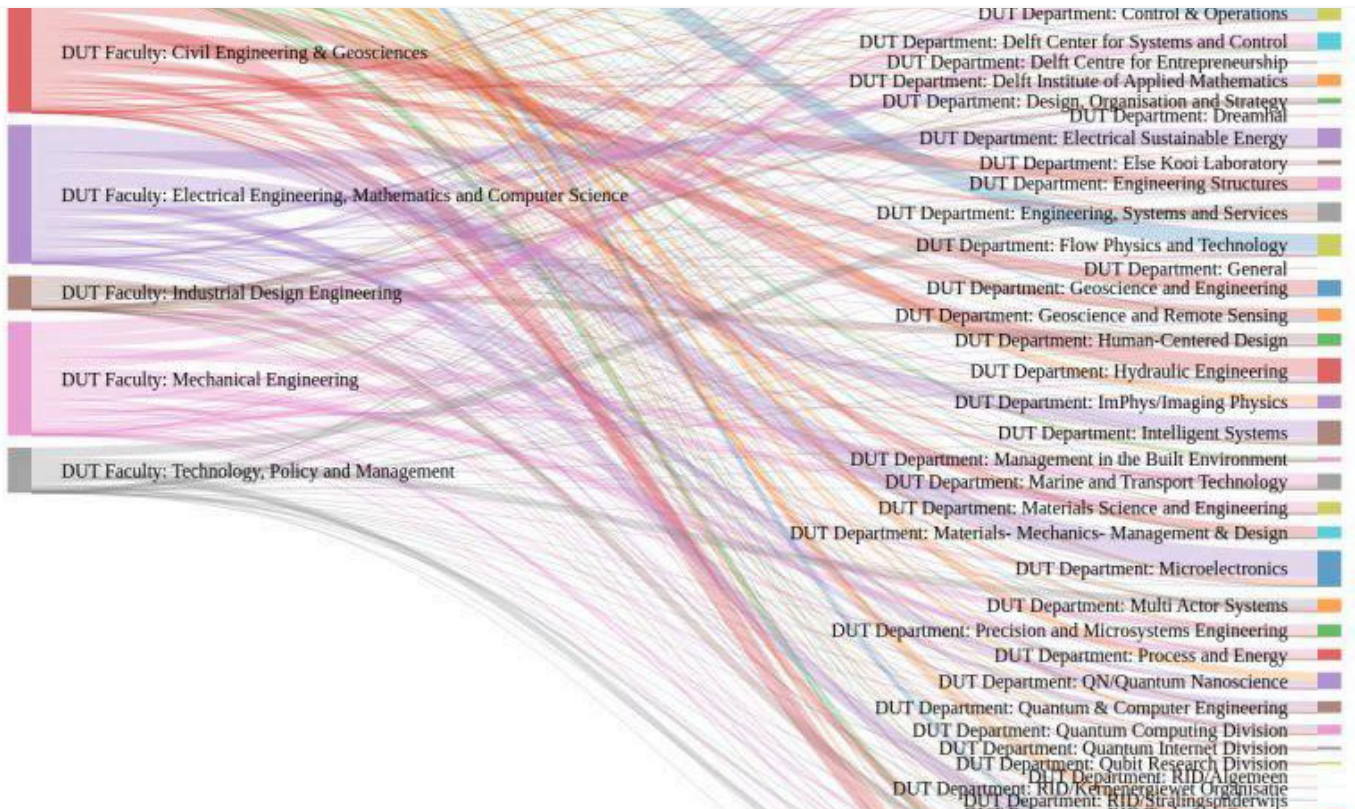 DUT Faculty: Civil Engineering & Geosciences
DUT Faculty: Electrical Engineering, Mathematics and Computer Science
DUT Faculty: Industrial Design Engineering
DUT Faculty: Mechanical Engineering
DUT Faculty: Technology, Policy and Management
DUT Department: Control & Operations
DUT Department: Delft Center for Systems and Control
DUT Department: Delft Centre for Entrepreneurship
DUT Department: Delft Institute of Applied Mathematics
DUT Department: Design, Organisation and Strategy
DUT Department: Dreamhal
DUT Department: Electrical Sustainable Energy
DUT Department: Else Kooi Laboratory
DUT Department: Engineering Structures
DUT Department: Engineering, Systems and Services
DUT Department: Flow Physics and Technology
DUT Department: General
DUT Department: Geoscience and Engineering
DUT Department: Geoscience and Remote Sensing
DUT Department: Human-Centered Design
DUT Department: Hydraulic Engineering
DUT Department: ImPhys/Imaging Physics
DUT Department: Intelligent Systems
DUT Department: Management in the Built Environment
DUT Department: Marine and Transport Technology
DUT Department: Materials Science and Engineering
DUT Department: Materials- Mechanics- Management & Design
DUT Department: Microelectronics
DUT Department: Multi Actor Systems
DUT Department: Precision and Microsystems Engineering
DUT Department: Process and Energy
DUT Department: QN/Quantum Nanoscience
DUT Department: Quantum & Computer Engineering
DUT Department: Quantum Computing Division
DUT Department: Quantum Internet Division
DUT Department: Qubit Research Division
DUT Department: RID/Algemeen
DUT Department: RID/Kernenergiewet Organisatie
DUT Department: RID/Stralingsonderwijs